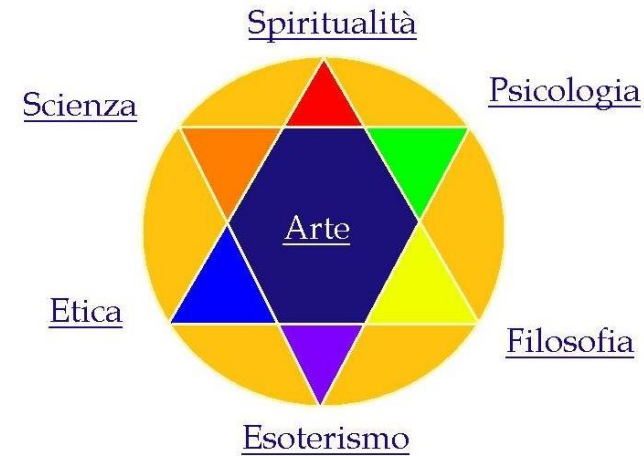 Spiritualità
Scienza
Psicologia
Arte
Etica
Filosofia
Esoterismo